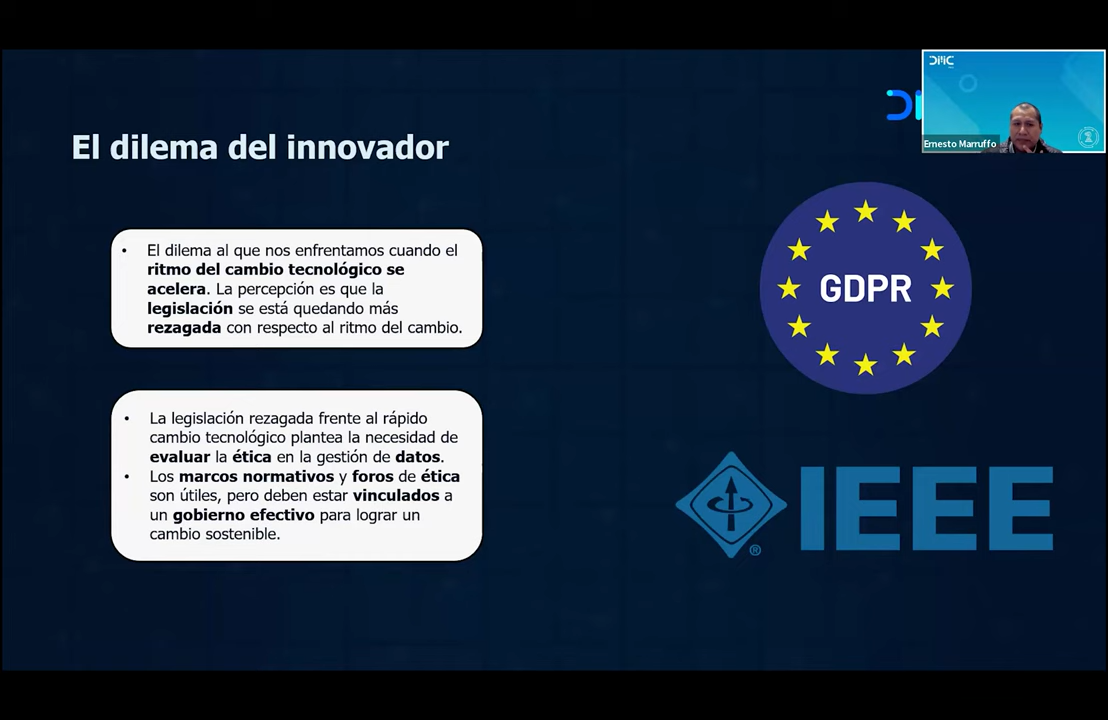 DMC
Ernesto Marruffo
El dilema del innovador
• El dilema al que nos enfrentamos cuando el
ritmo del cambio tecnológico se
acelera. La percepción es que la
legislación se está quedando más
rezagada con respecto al ritmo del cambio.
• La legislación rezagada frente al rápido
cambio tecnológico plantea la necesidad de
evaluar la ética en la gestión de datos.
• Los marcos normativos y foros de ética
son útiles, pero deben estar vinculados a
un gobierno efectivo para lograr un
cambio sostenible.
GDPR
® IEEE